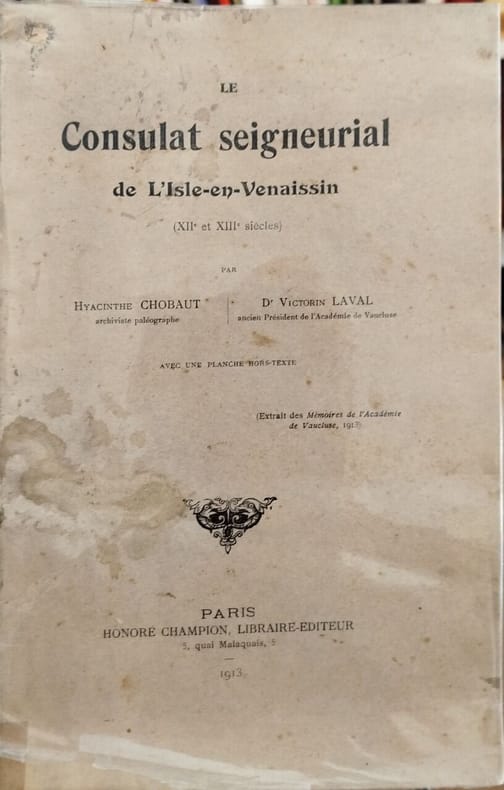 LE
Consulat seigneurial
de L'Isle-en-Venaissin
(XIIe et XIIIe siècles)
PAR
HYACINTHE CHOBAUT
archiviste paléographe
Dr VICTORIN LAVAL
ancien Président de l'Académie de Vaucluse
AVEC UNE PLANCHE HORS-TEXTE
(Extrait des Mémoires de l'Académie
de Vaucluse, 1913)
PARIS
HONORÉ CHAMPION, LIBRAIRE-EDITEUR
5, quai Malaquais, 5
1913